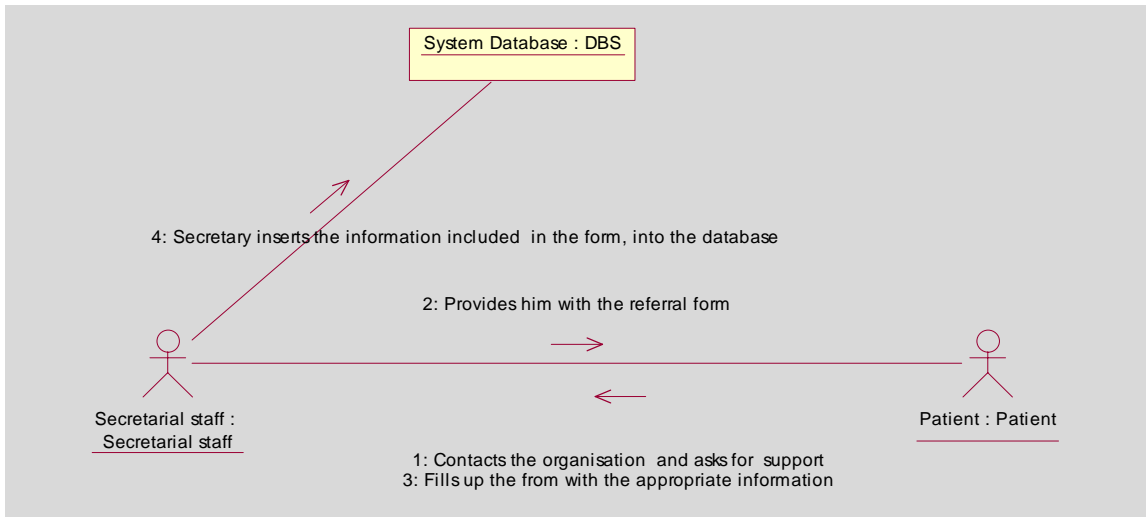 System Database : DBS
4: Secretary inserts the information included in the form, into the database
2: Provides him with the referral form
Secretarial staff :
Secretarial staff
Patient : Patient
1: Contacts the organisation and asks for support
3: Fills up the from with the appropriate information